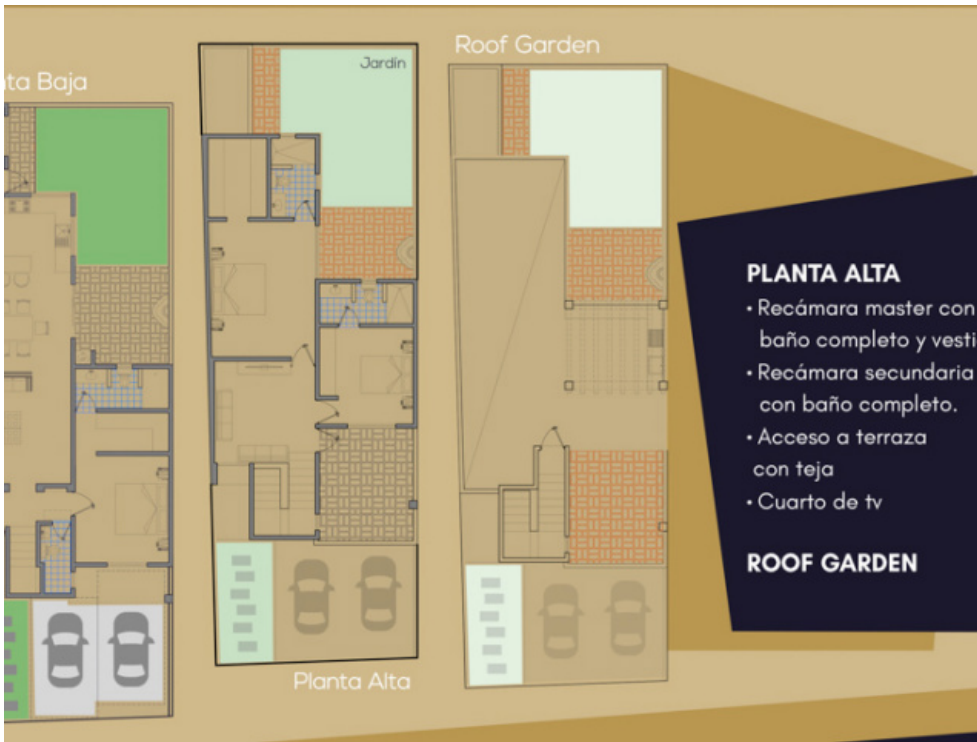 Roof Garden
Jardín
ta Baja
PLANTA ALTA
• Recámara master con
baño completo y vesti
• Recámara secundaria
con baño completo.
• Acceso a terraza
con teja
• Cuarto de tv
ROOF GARDEN
Planta Alta